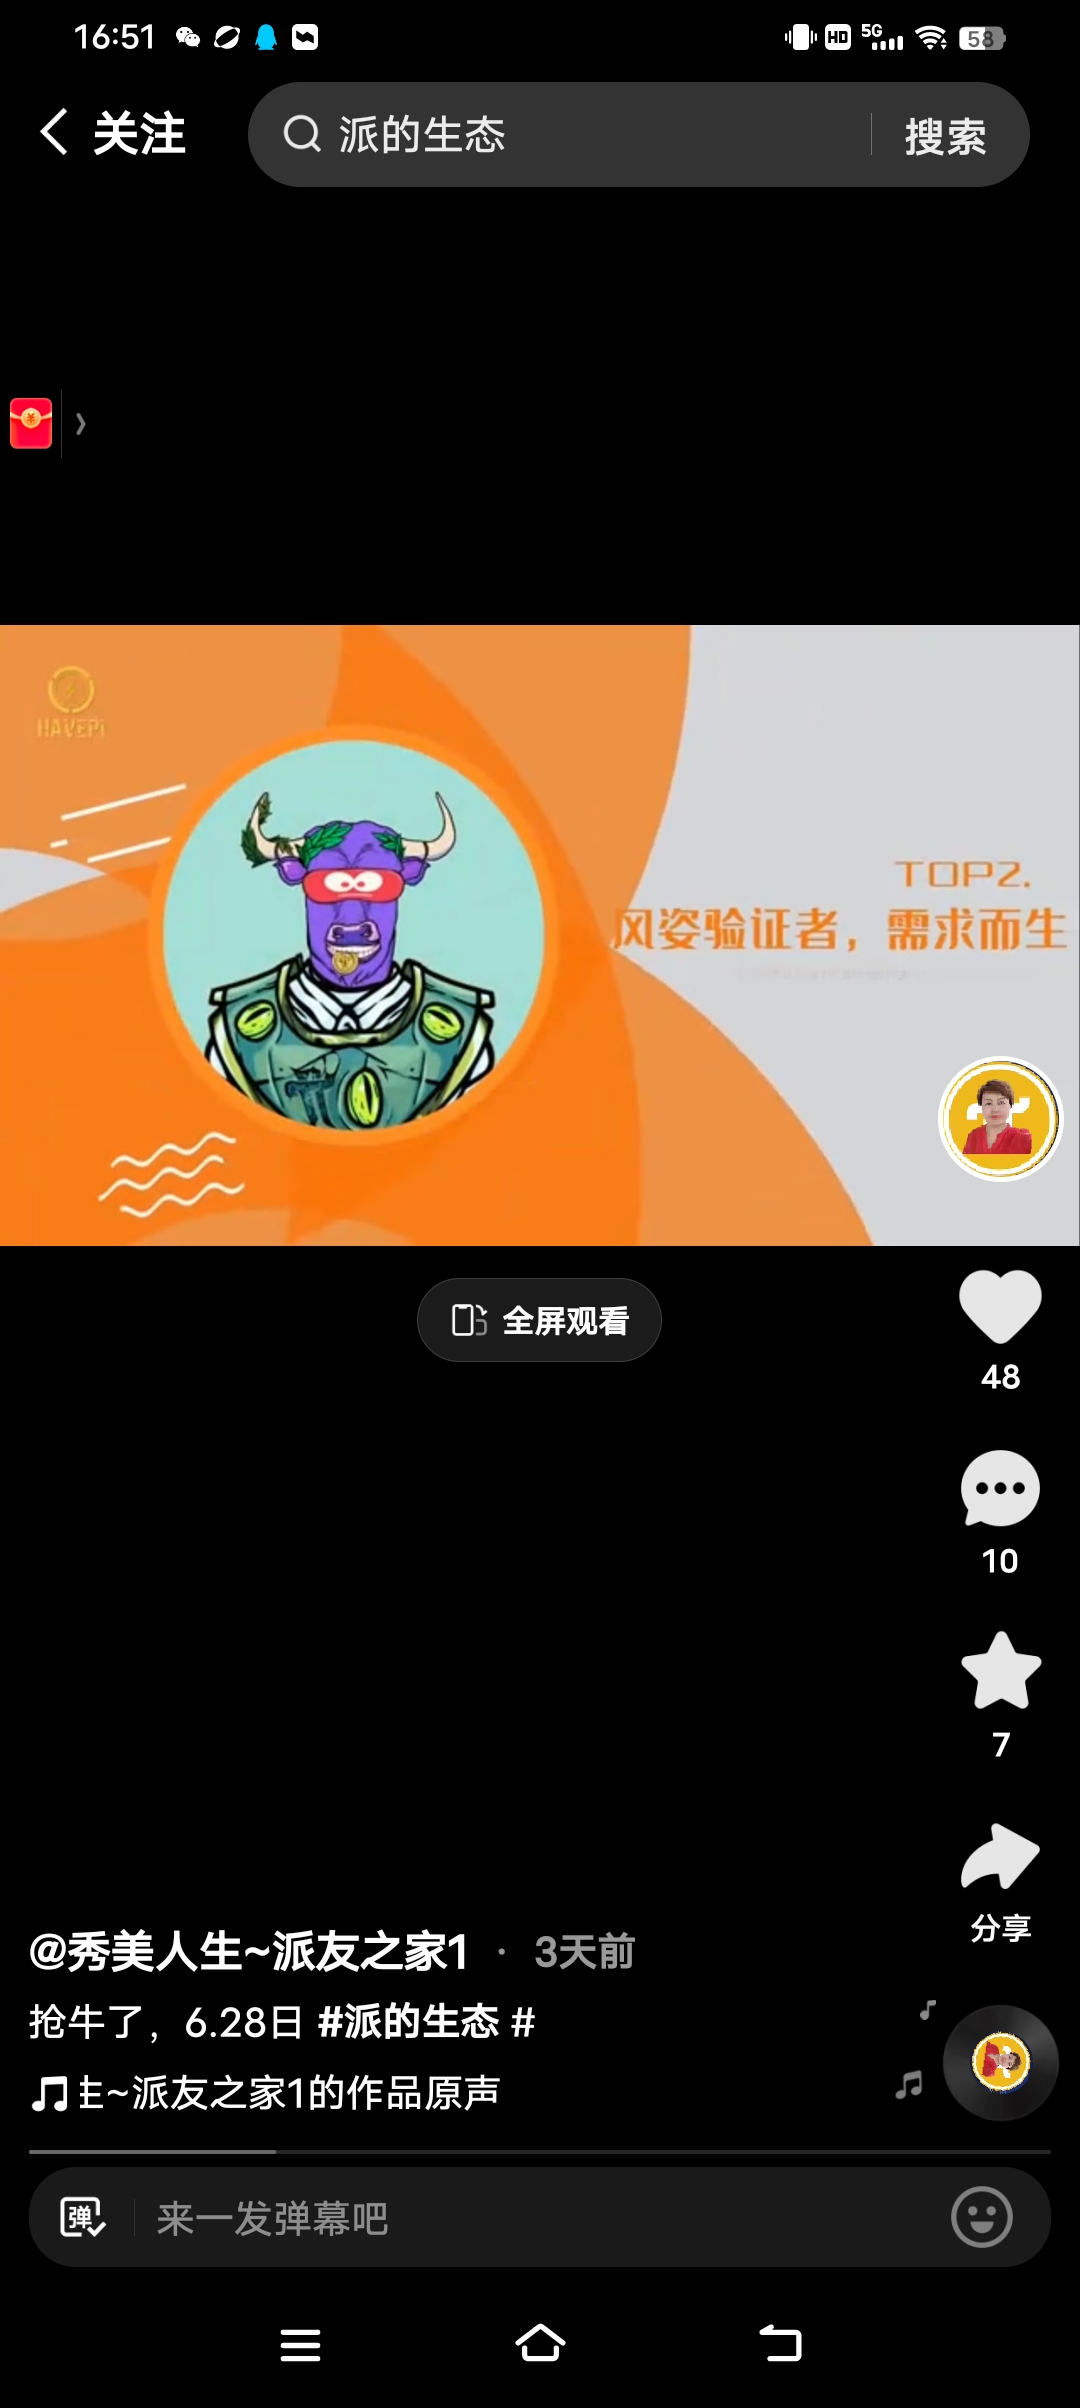 16:51
HD 5G 58
关注
派的生态
搜索
HAVEPi
TOP2.
风姿验证者，需求而生
全屏观看
48
10
7
分享
@秀美人生~派友之家1 · 3天前
抢牛了，6.28日 #派的生态 #
~派友之家1的作品原声
弹
来一发弹幕吧